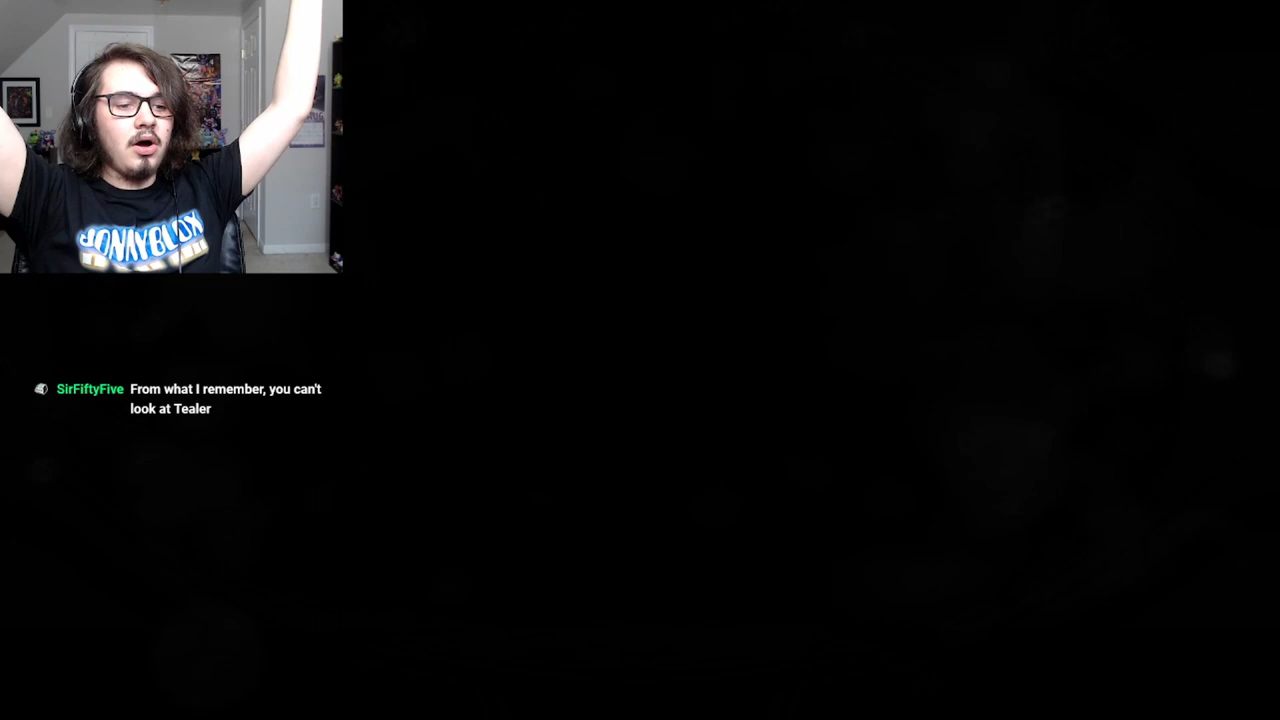 JONNYBLOX
SirFiftyFive From what I remember, you can't
look at Tealer